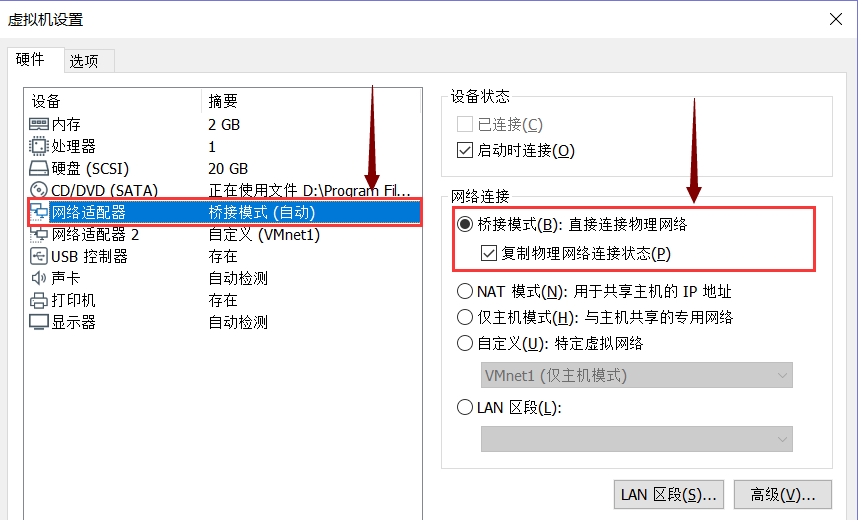 虚拟机设置
硬件 选项
设备 摘要
内存 2 GB
处理器 1
硬盘 (SCSI) 20 GB
CD/DVD (SATA) 正在使用文件 D:\Program Fil...
网络适配器 桥接模式 (自动)
网络适配器 2 自定义 (VMnet1)
USB 控制器 存在
声卡 自动检测
打印机 存在
显示器 自动检测
设备状态
已连接(C)
启动时连接(O)
网络连接
桥接模式(B): 直接连接物理网络
复制物理网络连接状态(P)
NAT 模式(N): 用于共享主机的 IP 地址
仅主机模式(H): 与主机共享的专用网络
自定义(U): 特定虚拟网络
VMnet1 (仅主机模式)
LAN 区段(L):
LAN 区段(S)... 高级(V)...